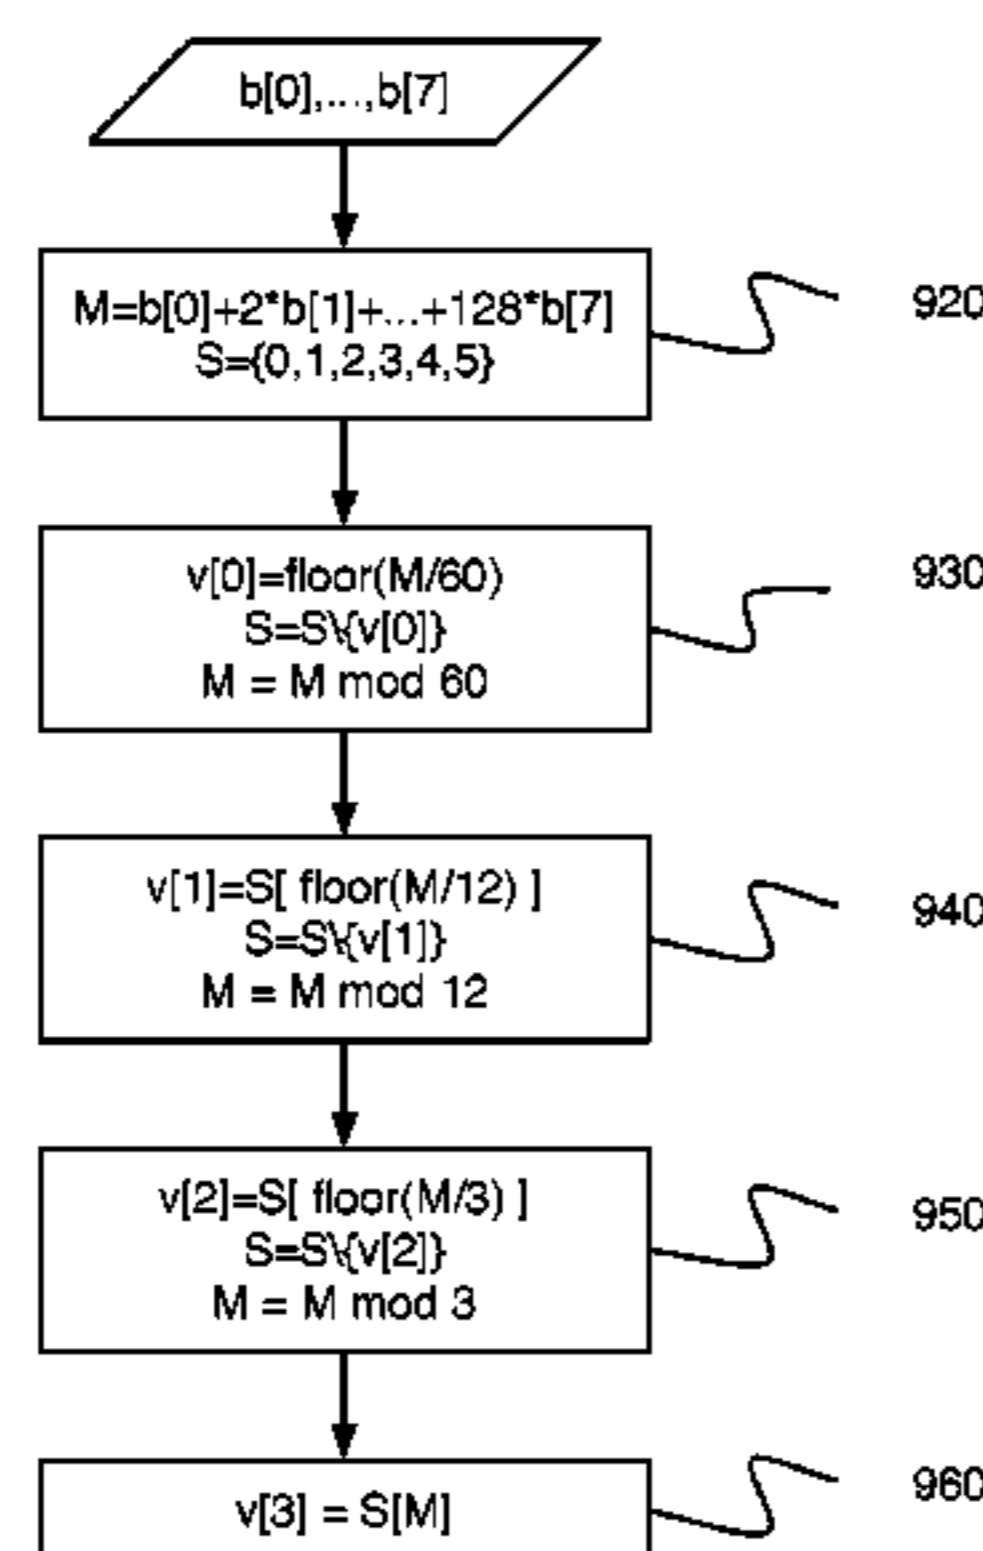 b[0],...,b[7]
M=b[0]+2*b[1]+...+128*b[7]
S={0,1,2,3,4,5}
920
v[0]=floor(M/60)
S=S\{v[0]}
M = M mod 60
930
v[1]=S[ floor(M/12) ]
S=S\{v[1]}
M = M mod 12
940
v[2]=S[ floor(M/3) ]
S=S\{v[2]}
M = M mod 3
950
v[3] = S[M]
960